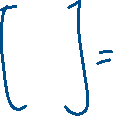 [ ] =